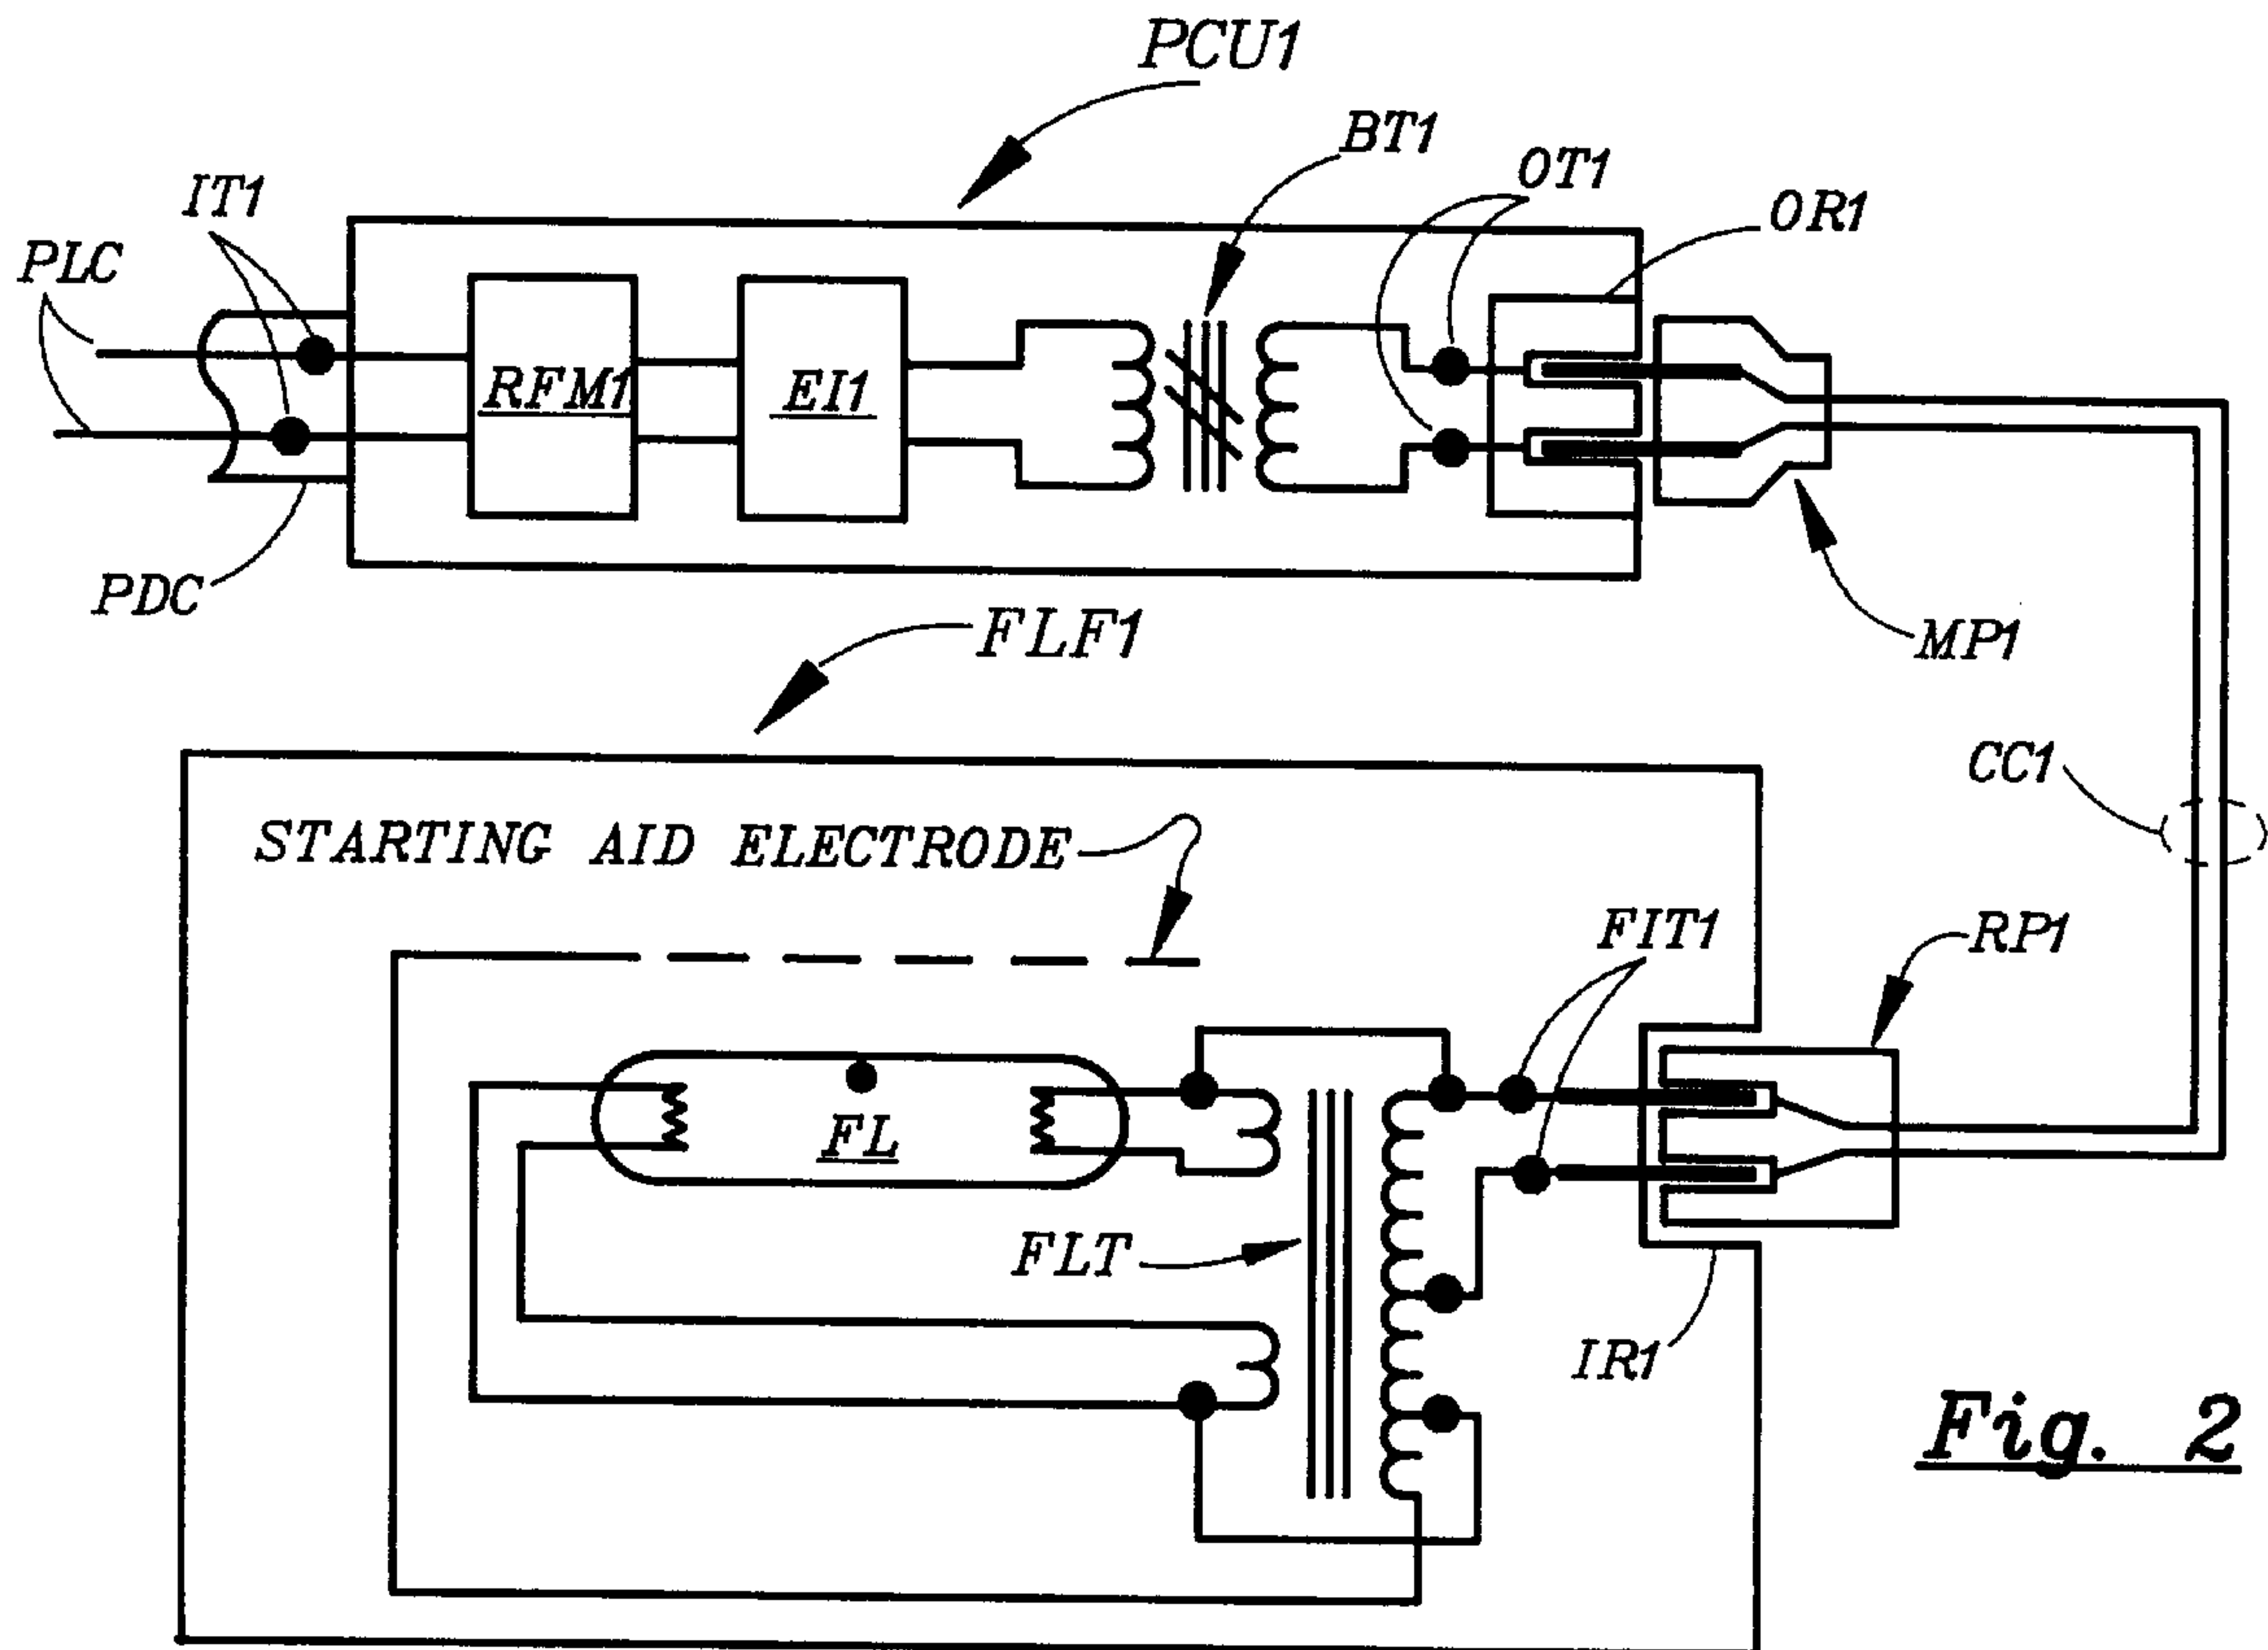 PCU1
BT1
OT1
IT1
OR1
PLC
RFM1
EI1
PDC
FLF1
MP1
CC1
STARTING AID ELECTRODE
FIT1
RP1
FL
FLT
IR1
Fig. 2